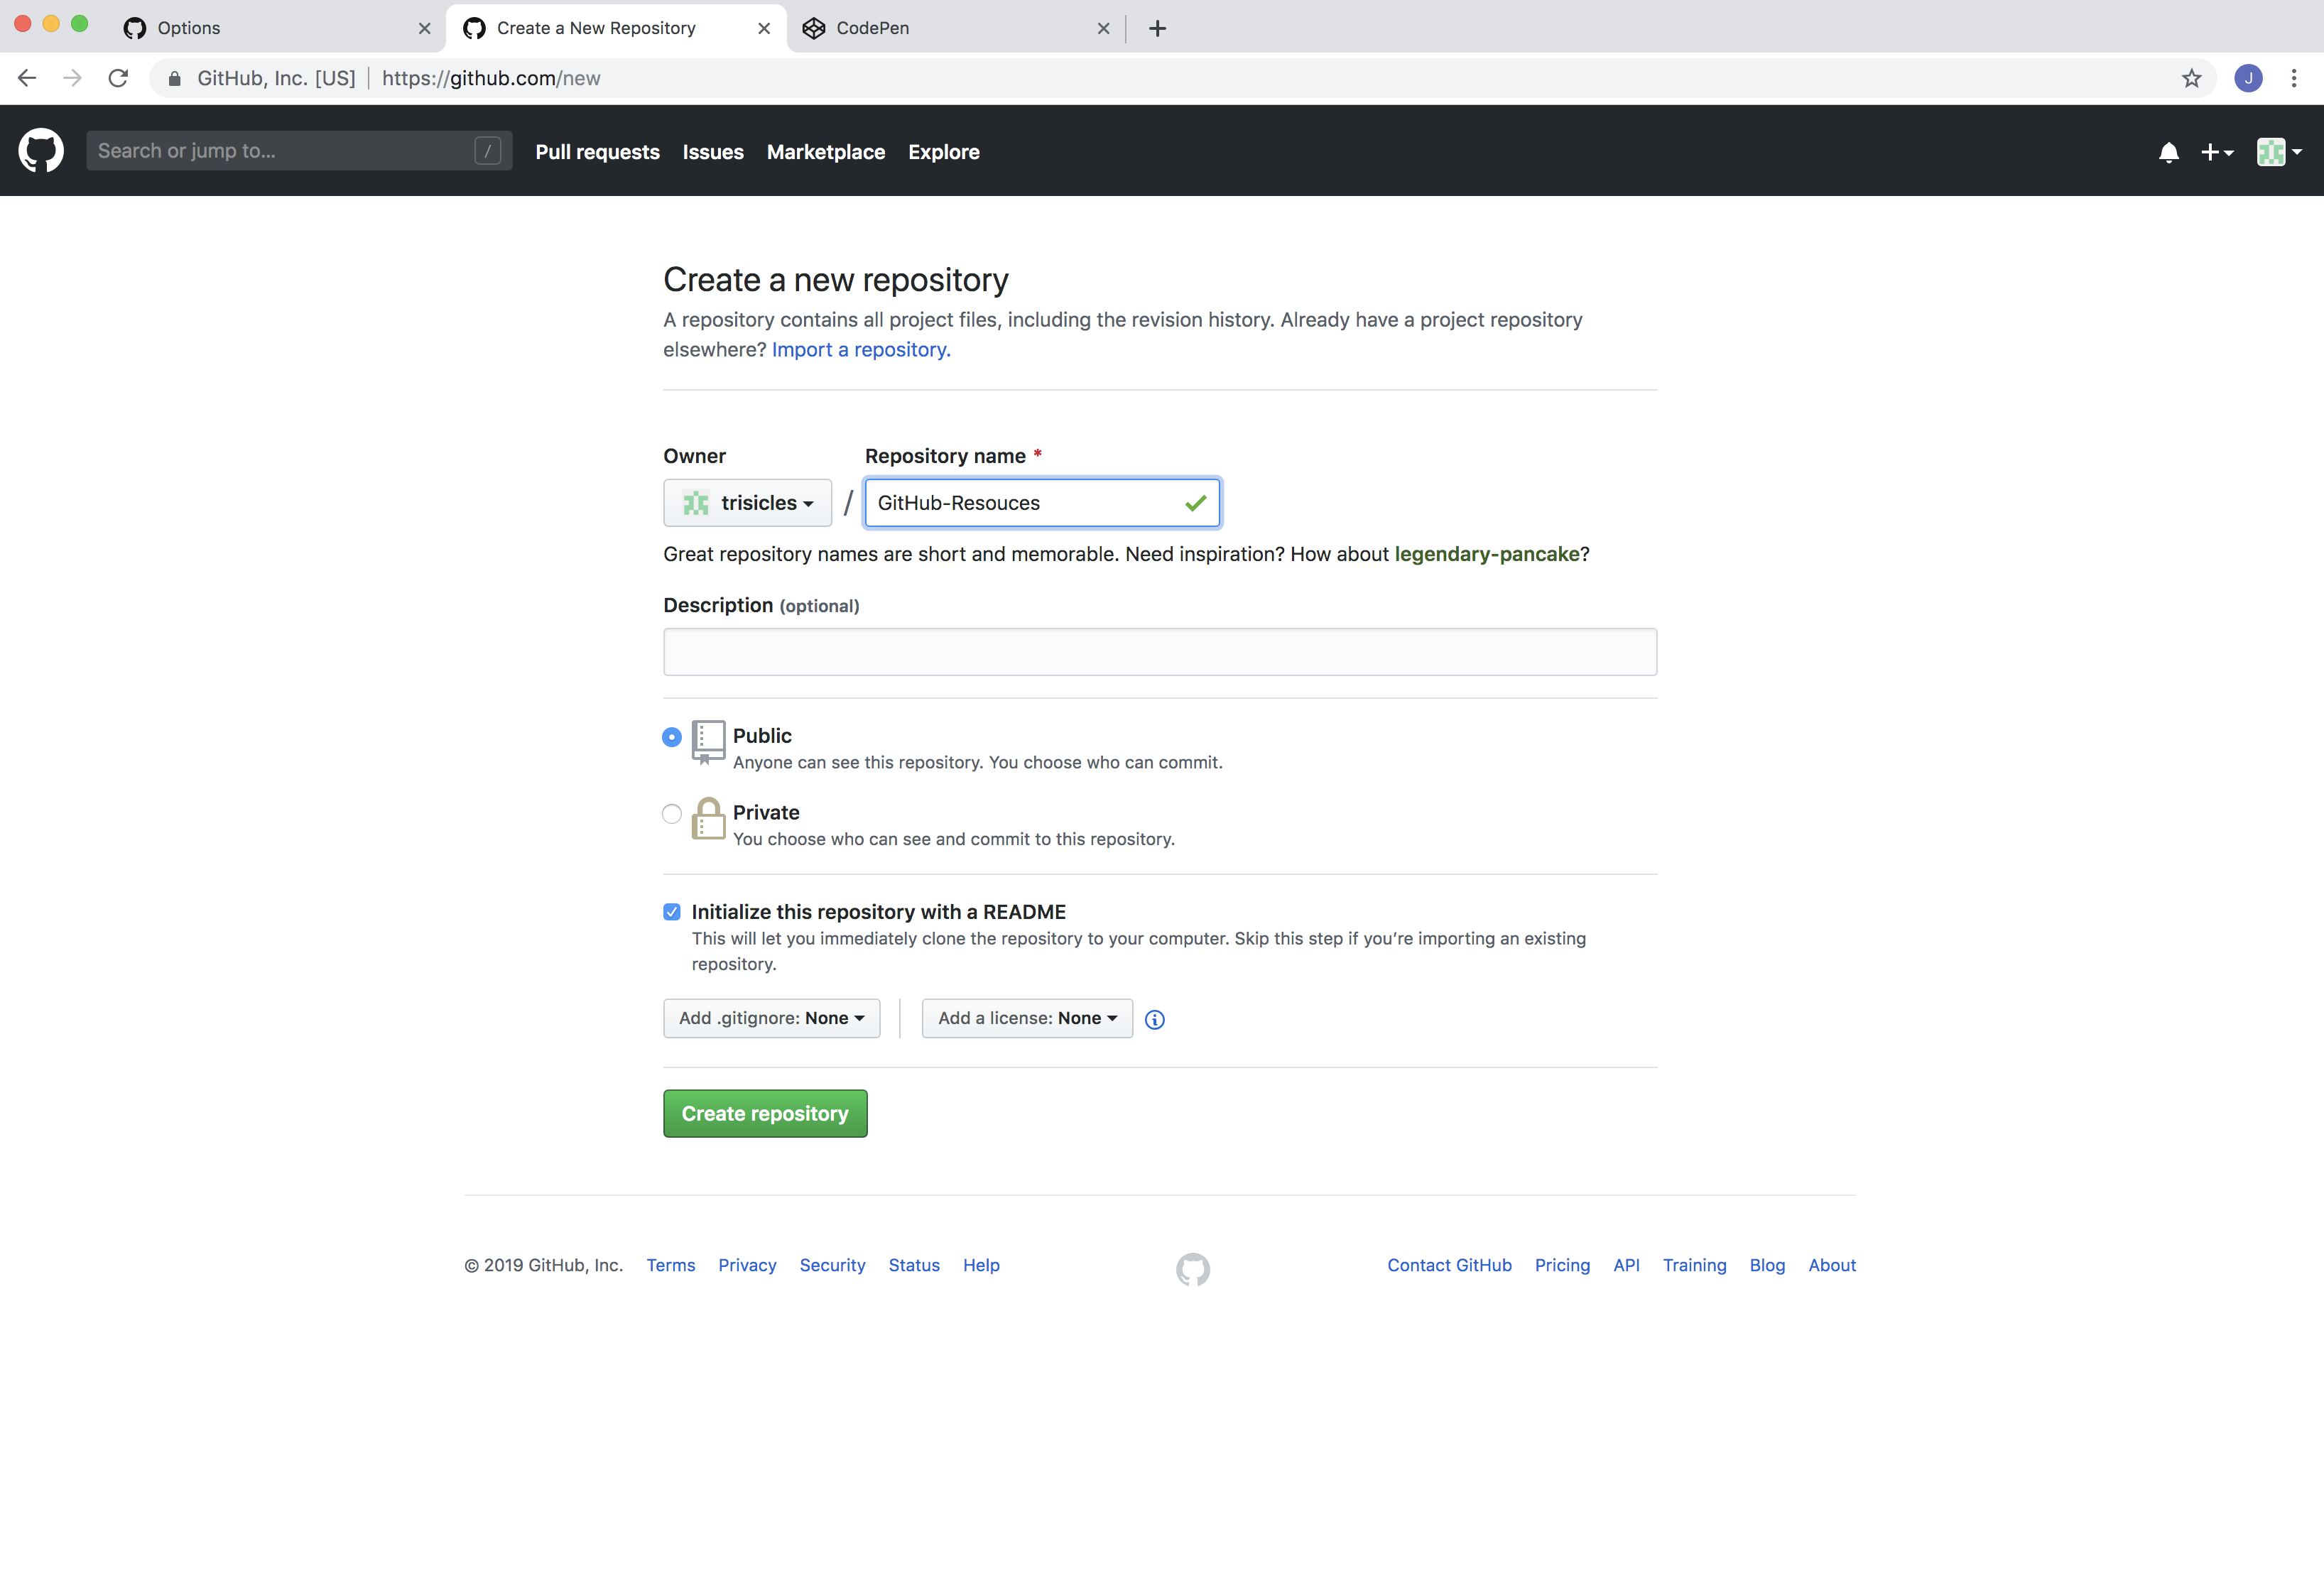 Options
Create a New Repository
CodePen
GitHub, Inc. [US]
https://github.com/new
J
Search or jump to...
/
Pull requests Issues Marketplace Explore
Create a new repository
A repository contains all project files, including the revision history. Already have a project repository
elsewhere? Import a repository.
Owner
Repository name *
trisicles / GitHub-Resouces
Great repository names are short and memorable. Need inspiration? How about legendary-pancake?
Description (optional)
Public
Anyone can see this repository. You choose who can commit.
Private
You choose who can see and commit to this repository.
Initialize this repository with a README
This will let you immediately clone the repository to your computer. Skip this step if you’re importing an existing
repository.
Add .gitignore: None
Add a license: None
Create repository
© 2019 GitHub, Inc. Terms Privacy Security Status Help
Contact GitHub Pricing API Training Blog About